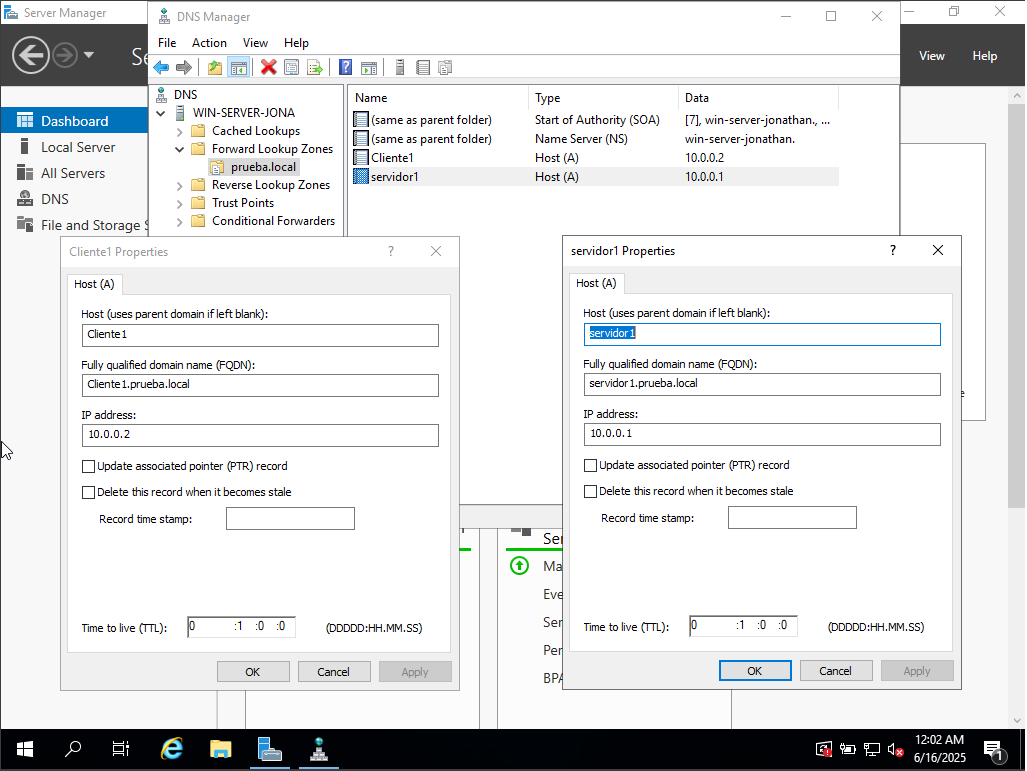 Server Manager
DNS Manager
File Action View Help
View Help
Dashboard
Local Server
All Servers
DNS
File and Storage S
DNS
WIN-SERVER-JONA
Cached Lookups
Forward Lookup Zones
prueba.local
Reverse Lookup Zones
Trust Points
Conditional Forwarders
Name Type Data
(same as parent folder) Start of Authority (SOA) [7], win-server-jonathan., ...
(same as parent folder) Name Server (NS) win-server-jonathan.
Cliente1 Host (A) 10.0.0.2
servidor1 Host (A) 10.0.0.1
Cliente1 Properties
Host (A)
Host (uses parent domain if left blank):
Cliente1
Fully qualified domain name (FQDN):
Cliente1.prueba.local
IP address:
10.0.0.2
Update associated pointer (PTR) record
Delete this record when it becomes stale
Record time stamp:
Time to live (TTL): 0 :1 :0 :0 (DDDDD:HH.MM.SS)
OK Cancel Apply
servidor1 Properties
Host (A)
Host (uses parent domain if left blank):
servidor1
Fully qualified domain name (FQDN):
servidor1.prueba.local
IP address:
10.0.0.1
Update associated pointer (PTR) record
Delete this record when it becomes stale
Record time stamp:
Time to live (TTL): 0 :1 :0 :0 (DDDDD:HH.MM.SS)
OK Cancel Apply
Ser
Ma
Eve
Ser
Per
BPA
12:02 AM
6/16/2025
1